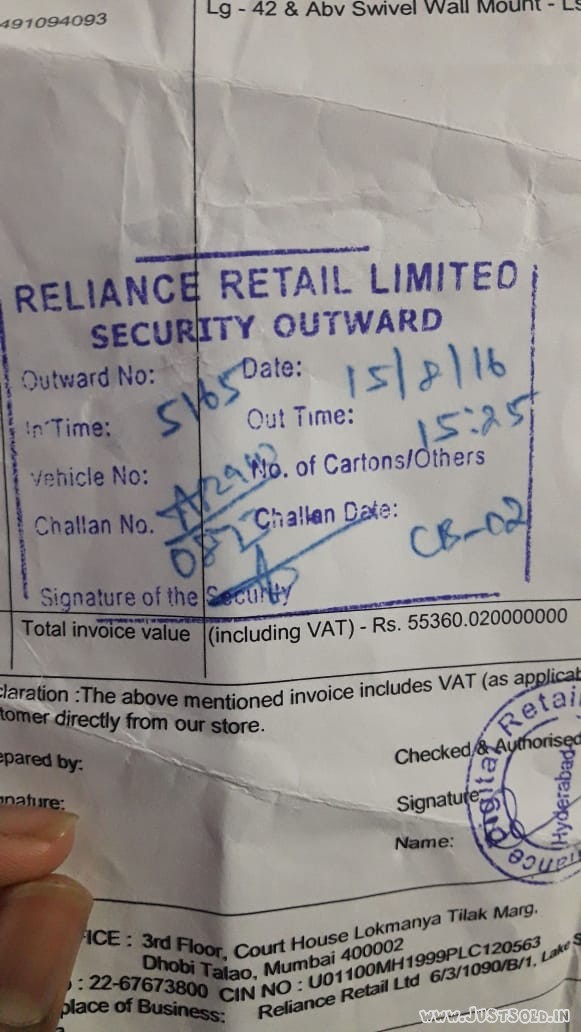 491094093
Lg - 42 & Abv Swivel Wall Mount - Ls
RELIANCE RETAIL LIMITED
SECURITY OUTWARD
Outward No: 5165 Date: 15/8/16
In Time: Out Time: 15:25
Vehicle No: No. of Cartons/Others
Challan No. Challan Date: CB-02
Signature of the Security
Total invoice value (including VAT) - Rs. 55360.020000000
claration :The above mentioned invoice includes VAT (as applicab
tomer directly from our store.
epared by: Checked & Authorised
gnature: Signature
Name:
Reliance Digital Retail
Hyderabad
FICE : 3rd Floor, Court House Lokmanya Tilak Marg,
Dhobi Talao, Mumbai 400002
: 22-67673800 CIN NO : U01100MH1999PLC120563
place of Business: Reliance Retail Ltd 6/3/1090/B/1, Lake
www.JustSold.in